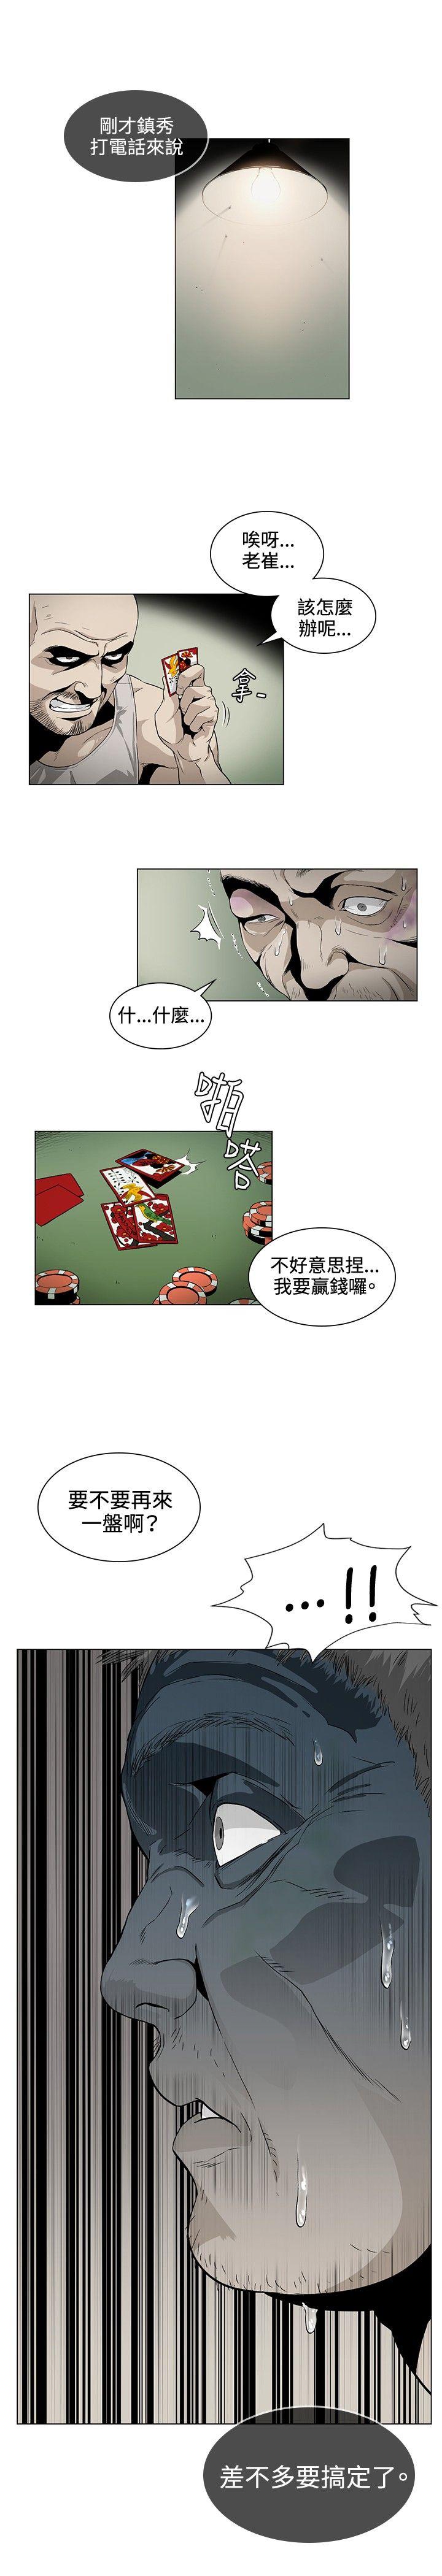 剛才鎮秀
打電話來說
唉呀...
老崔...
該怎麼
辦呢...
拿-
什...什麼...
啪
嗒
不好意思捏...
我要贏錢囉。
要不要再來
一盤啊？
...!!
差不多要搞定了。